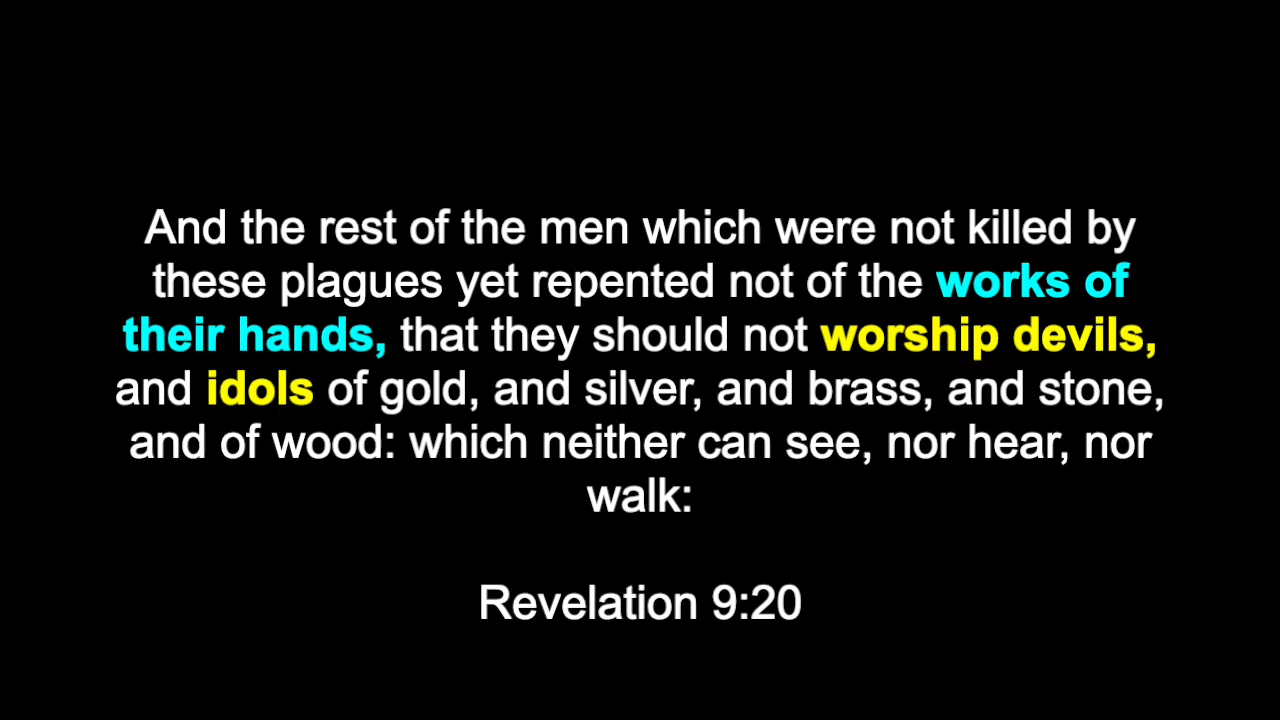 And the rest of the men which were not killed by
these plagues yet repented not of the works of
their hands, that they should not worship devils,
and idols of gold, and silver, and brass, and stone,
and of wood: which neither can see, nor hear, nor
walk:
Revelation 9:20